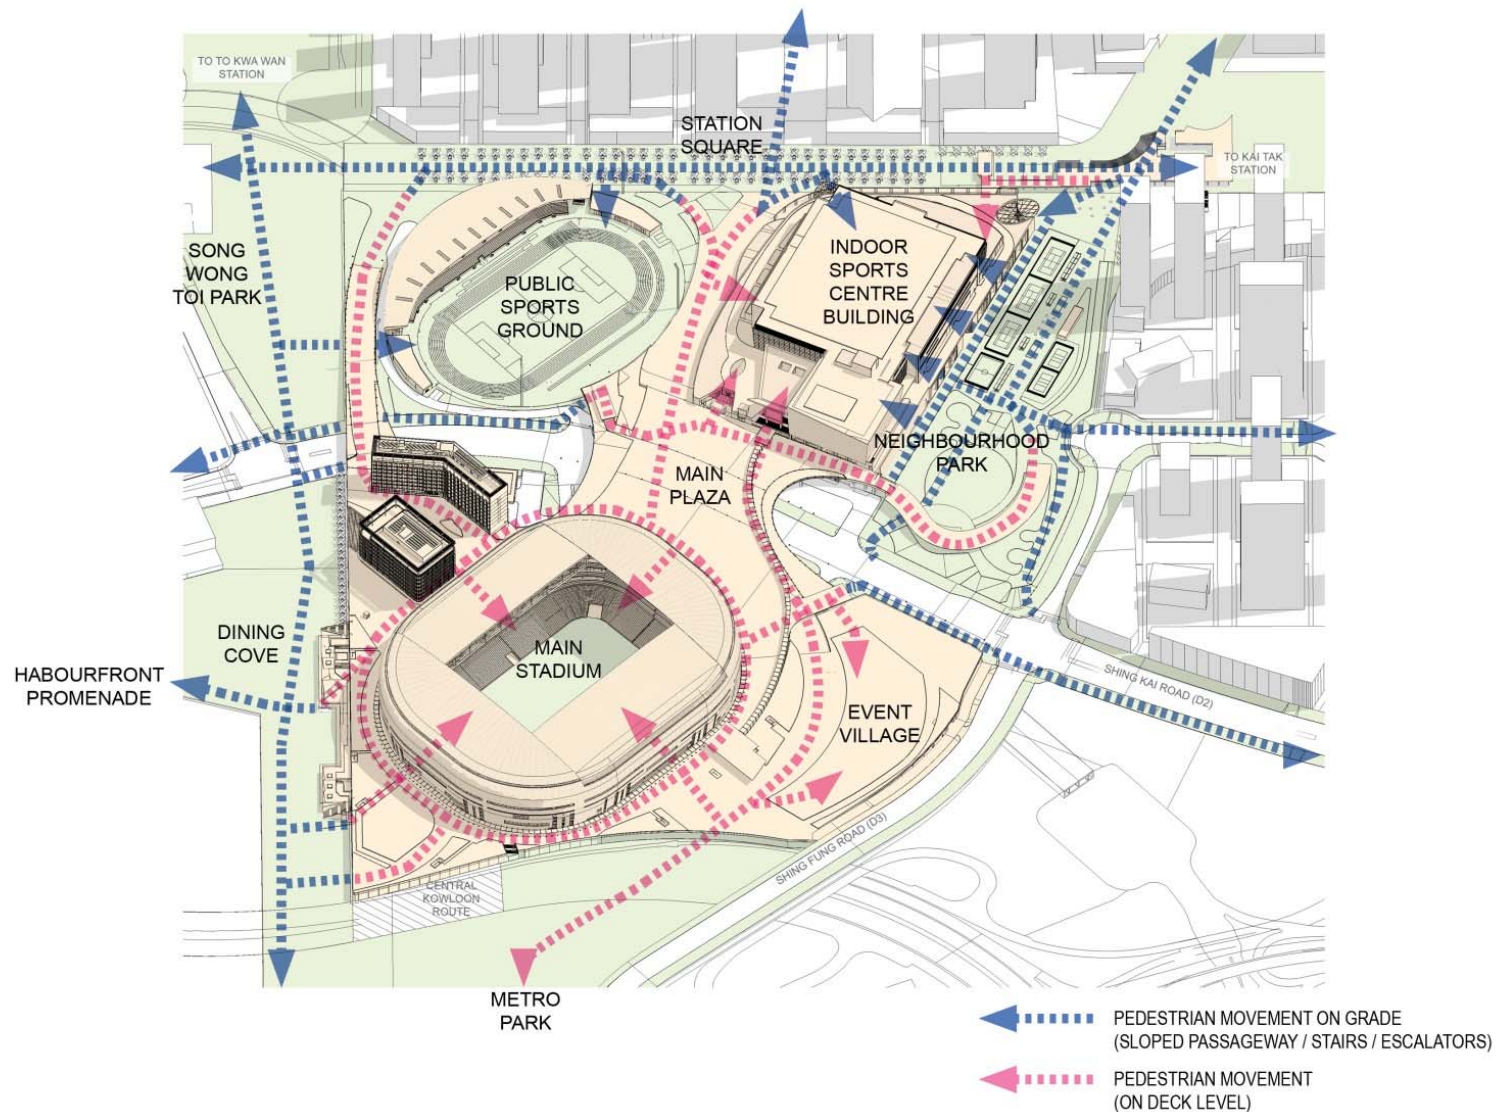 TO TO KWA WAN
STATION
STATION
SQUARE
TO KAI TAK
STATION
SONG
WONG
TOI PARK
PUBLIC
SPORTS
GROUND
INDOOR
SPORTS
CENTRE
BUILDING
NEIGHBOURHOOD
PARK
MAIN
PLAZA
DINING
COVE
HABOURFRONT
PROMENADE
MAIN
STADIUM
EVENT
VILLAGE
SHING KAI ROAD (D2)
SHING FUNG ROAD (D3)
CENTRAL
KOWLOON
ROUTE
METRO
PARK
PEDESTRIAN MOVEMENT ON GRADE
(SLOPED PASSAGEWAY / STAIRS / ESCALATORS)
PEDESTRIAN MOVEMENT
(ON DECK LEVEL)